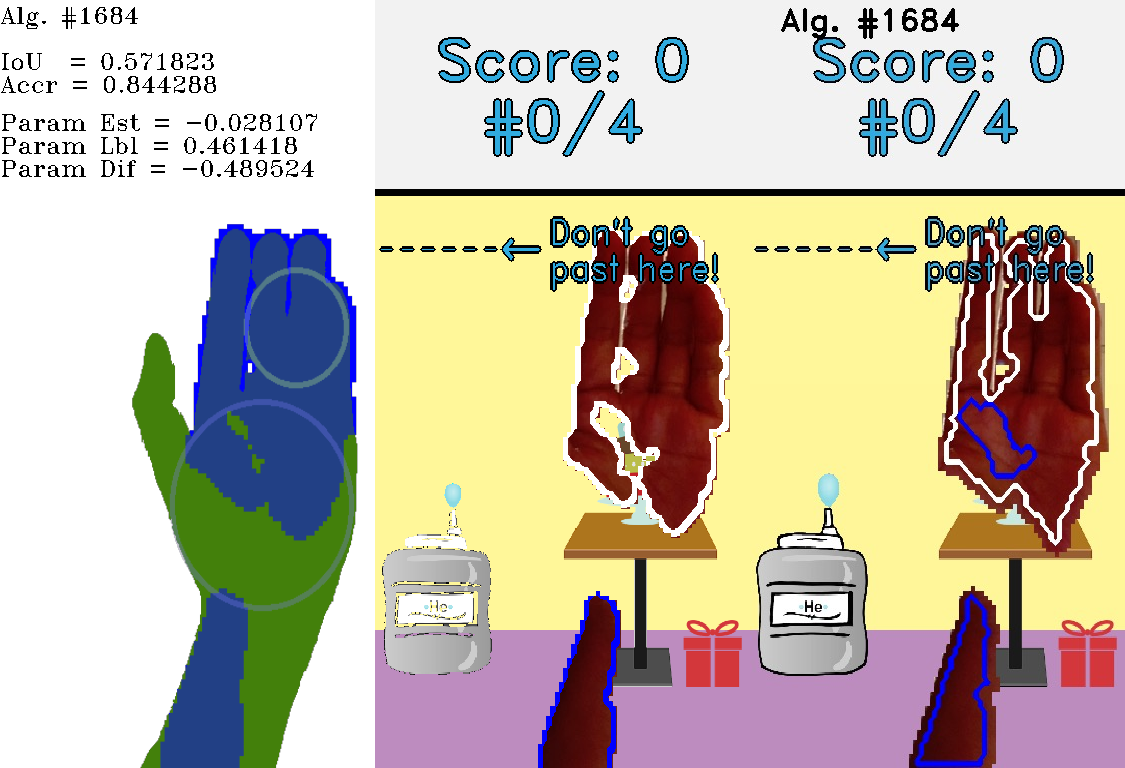 Alg. #1684
IoU = 0.571823
Accr = 0.844288
Param Est = -0.028107
Param Lbl = 0.461418
Param Dif = -0.489524
Score: 0
#0/4
Don't go
past here!
He
Alg. #1684
Score: 0
#0/4
Don't go
past here!
He